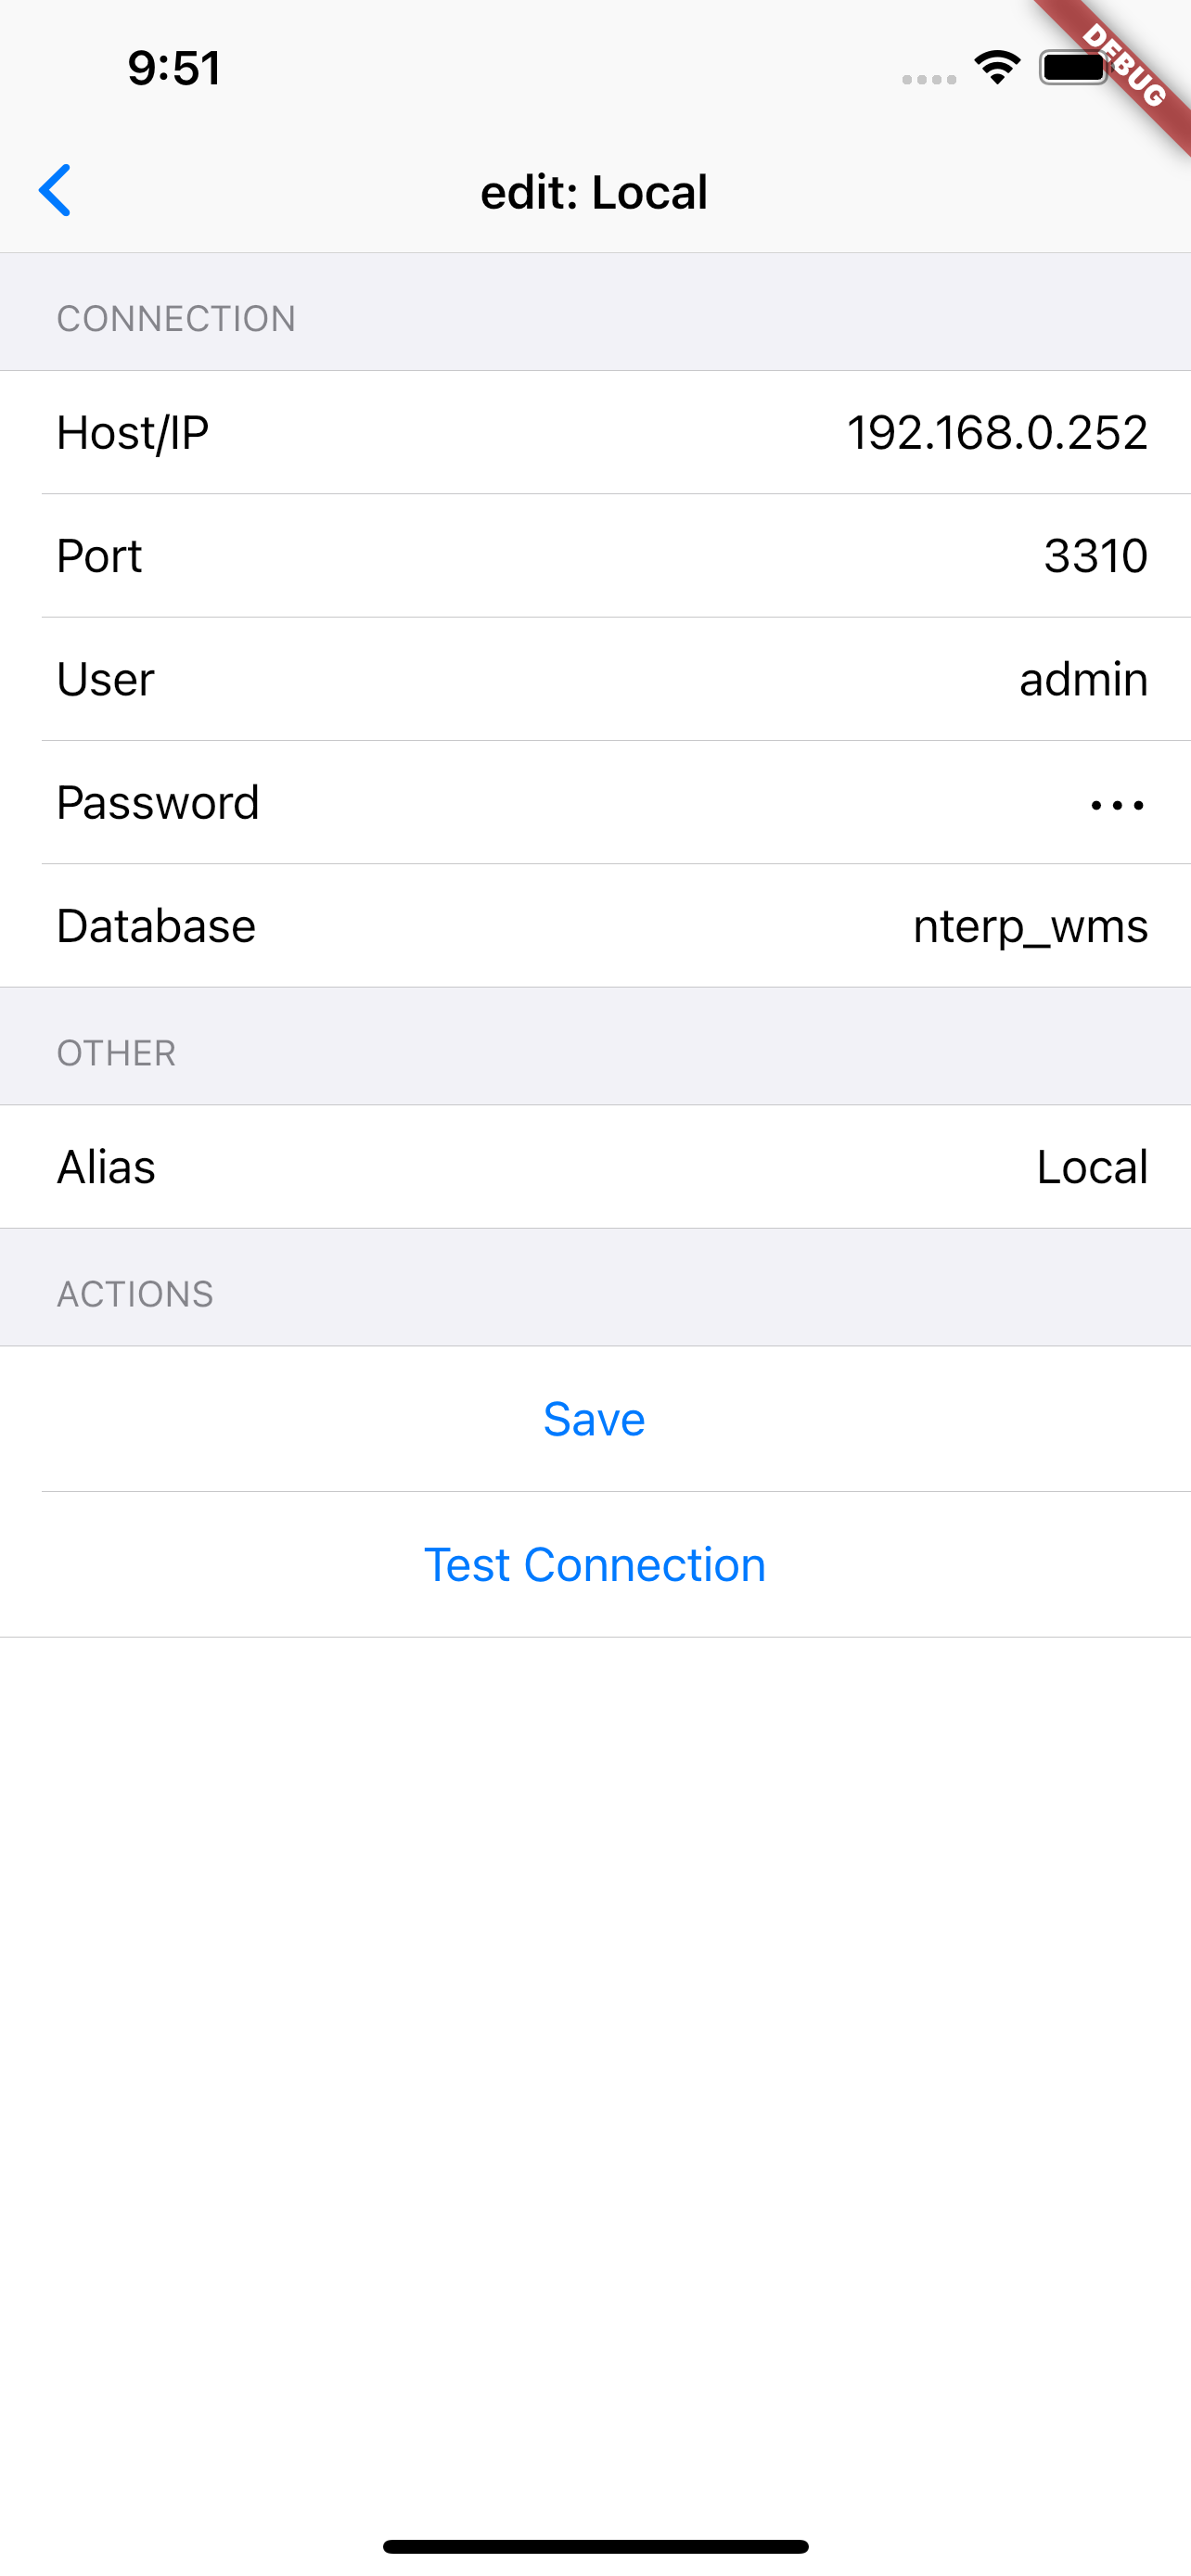 9:51
DEBUG
edit: Local
CONNECTION
Host/IP 192.168.0.252
Port 3310
User admin
Password •••
Database nterp_wms
OTHER
Alias Local
ACTIONS
Save
Test Connection